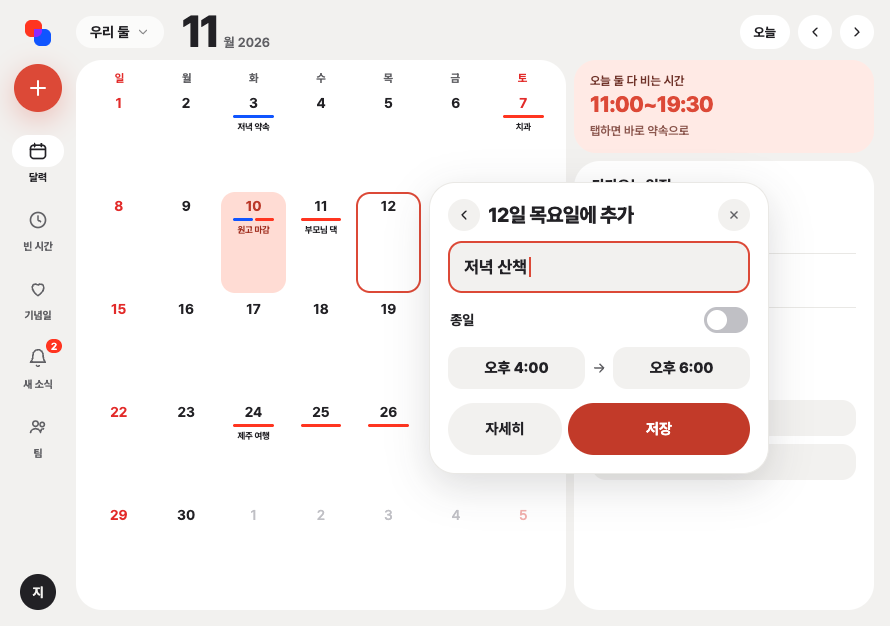 우리 둘
11월 2026
오늘
일 월 화 수 목 금 토
1 2 3 4 5 6 7
저녁 약속 치과
8 9 10 11 12
원고 마감 부모님 댁
15 16 17 18 19
22 23 24 25 26
제주 여행
29 30 1 2 3 4 5
달력
빈 시간
기념일
2
새 소식
팀
지
오늘 둘 다 비는 시간
11:00~19:30
탭하면 바로 약속으로
12일 목요일에 추가
저녁 산책
종일
오후 4:00 → 오후 6:00
자세히 저장